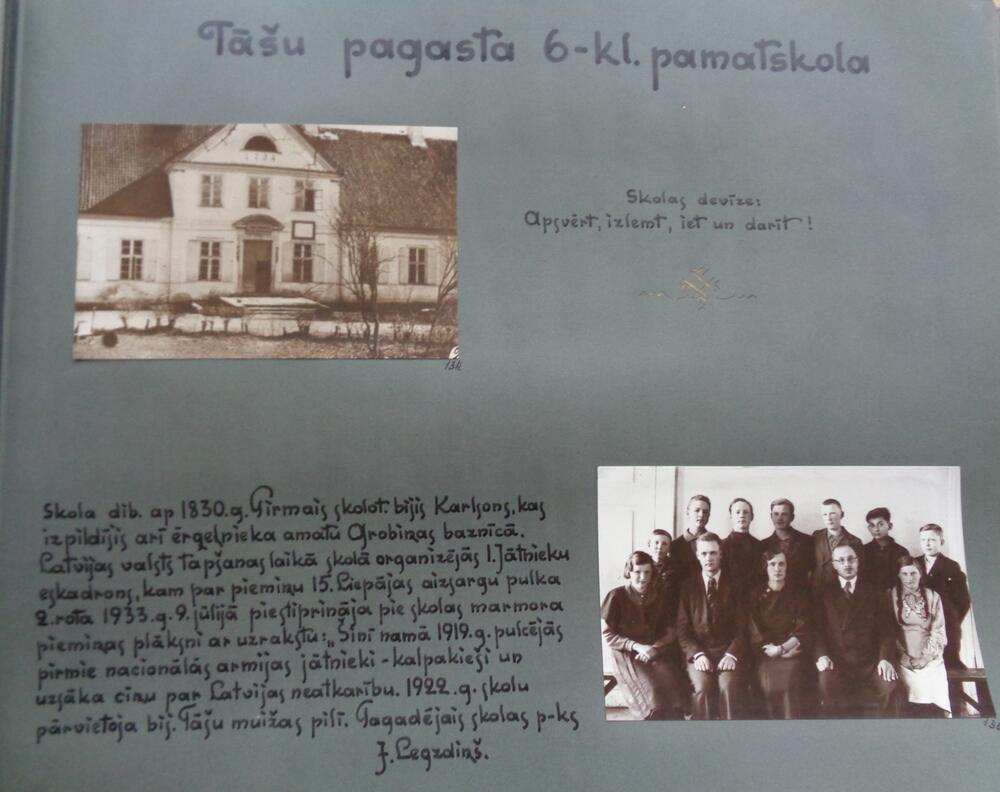 Tāšu pagasta 6-kl. pamatskola
1734
Skolas devīze:
Apsvērt, izlemt, iet un darīt!
Skola dib. ap 1830.g. Pirmais skolot. bijis Karlsons, kas
izpildījis arī ērģeļnieka amatu Grobiņas baznīcā.
Latvijas valsts tapšanas laikā skolā organizējās 1. Jātnieku
eskadrons, kam par piemiņu 15. Liepājas aizsargu pulka
2. rota 1933.g. 9. jūlijā piestiprināja pie skolas marmora
piemiņas plāksni ar uzrakstu: „Šinī namā 1919.g. pulcējās
pirmie nacionālās armijas jātnieki - kalpakieši un
uzsāka cīņu par Latvijas neatkarību. 1922.g. skolu
pārvietoja bij. Tāšu muižas pilī. Tagadējais skolas p-ks
J. Legzdiņš.